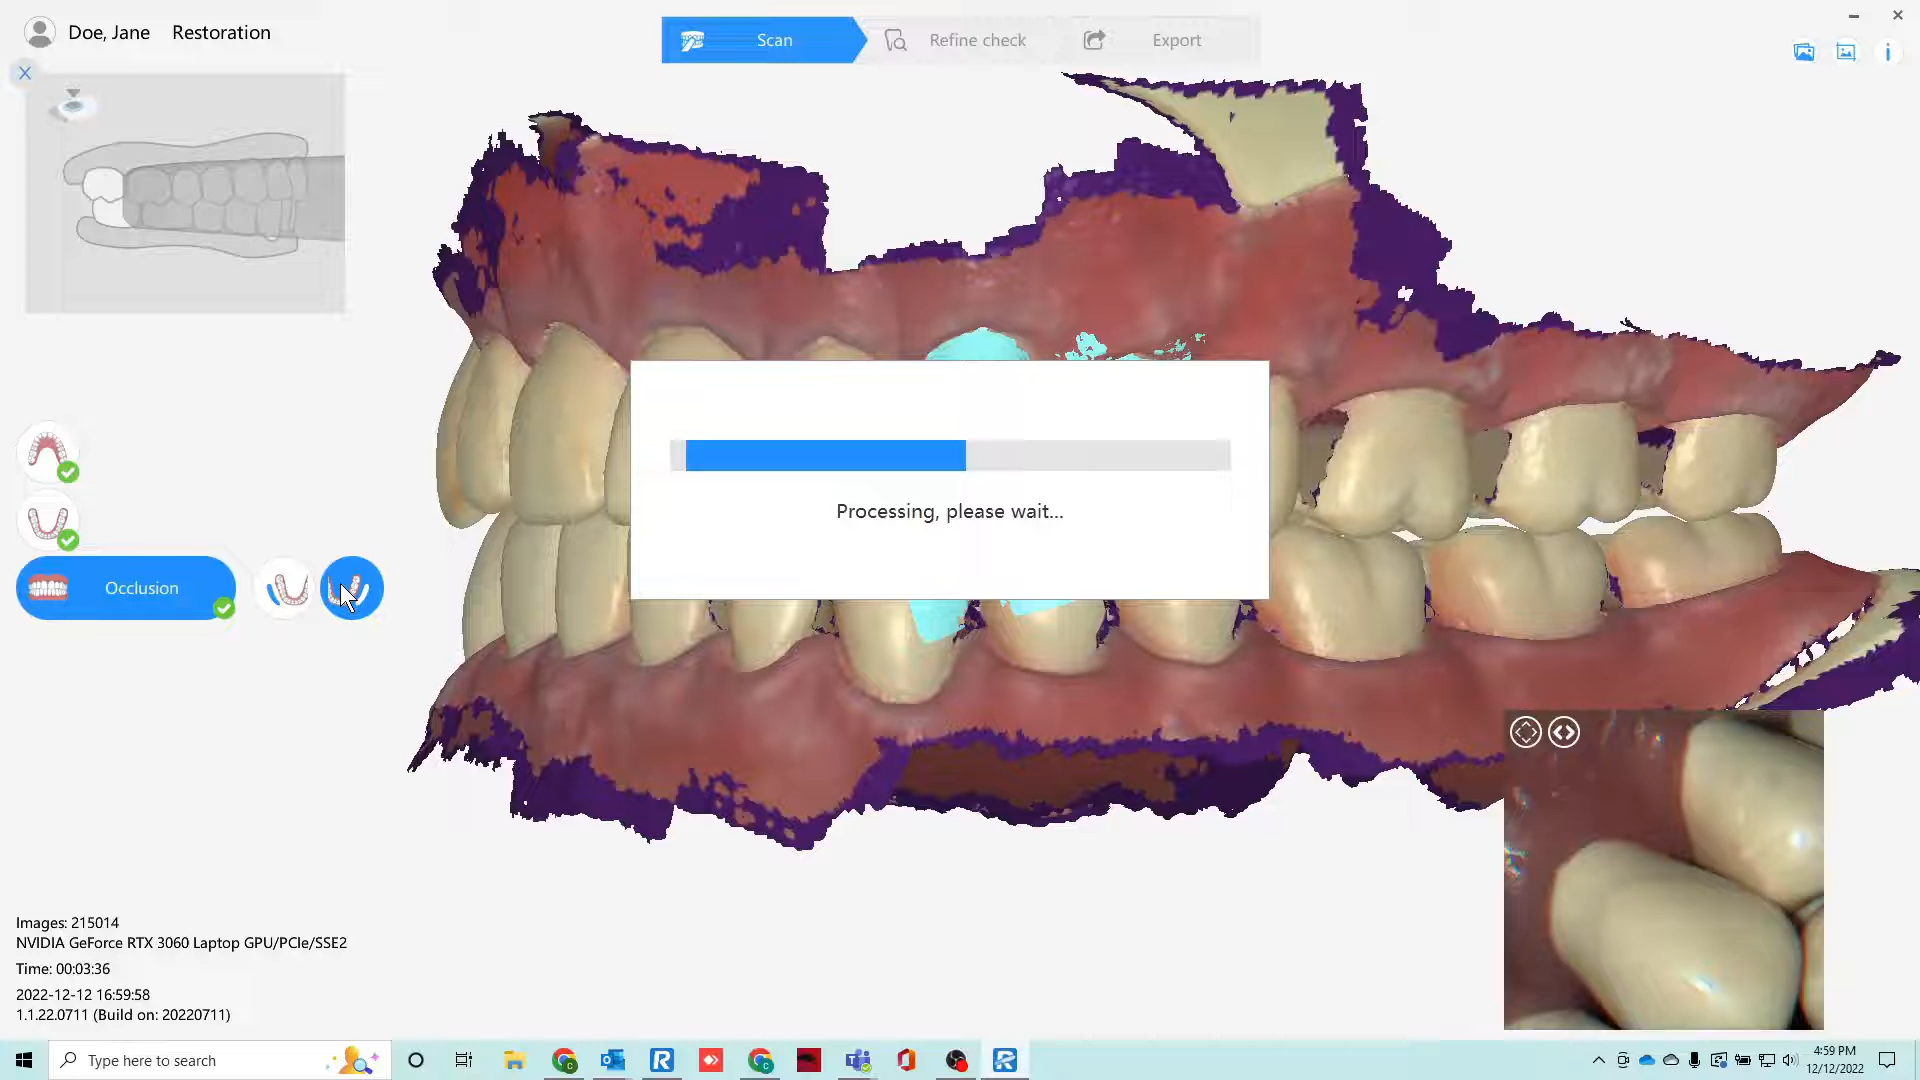 Doe, Jane Restoration
Scan
Refine check
Export
Processing, please wait...
Occlusion
Images: 215014
NVIDIA GeForce RTX 3060 Laptop GPU/PCIe/SSE2
Time: 00:03:36
2022-12-12 16:59:58
1.1.22.0711 (Build on: 20220711)
Type here to search
4:59 PM
12/12/2022